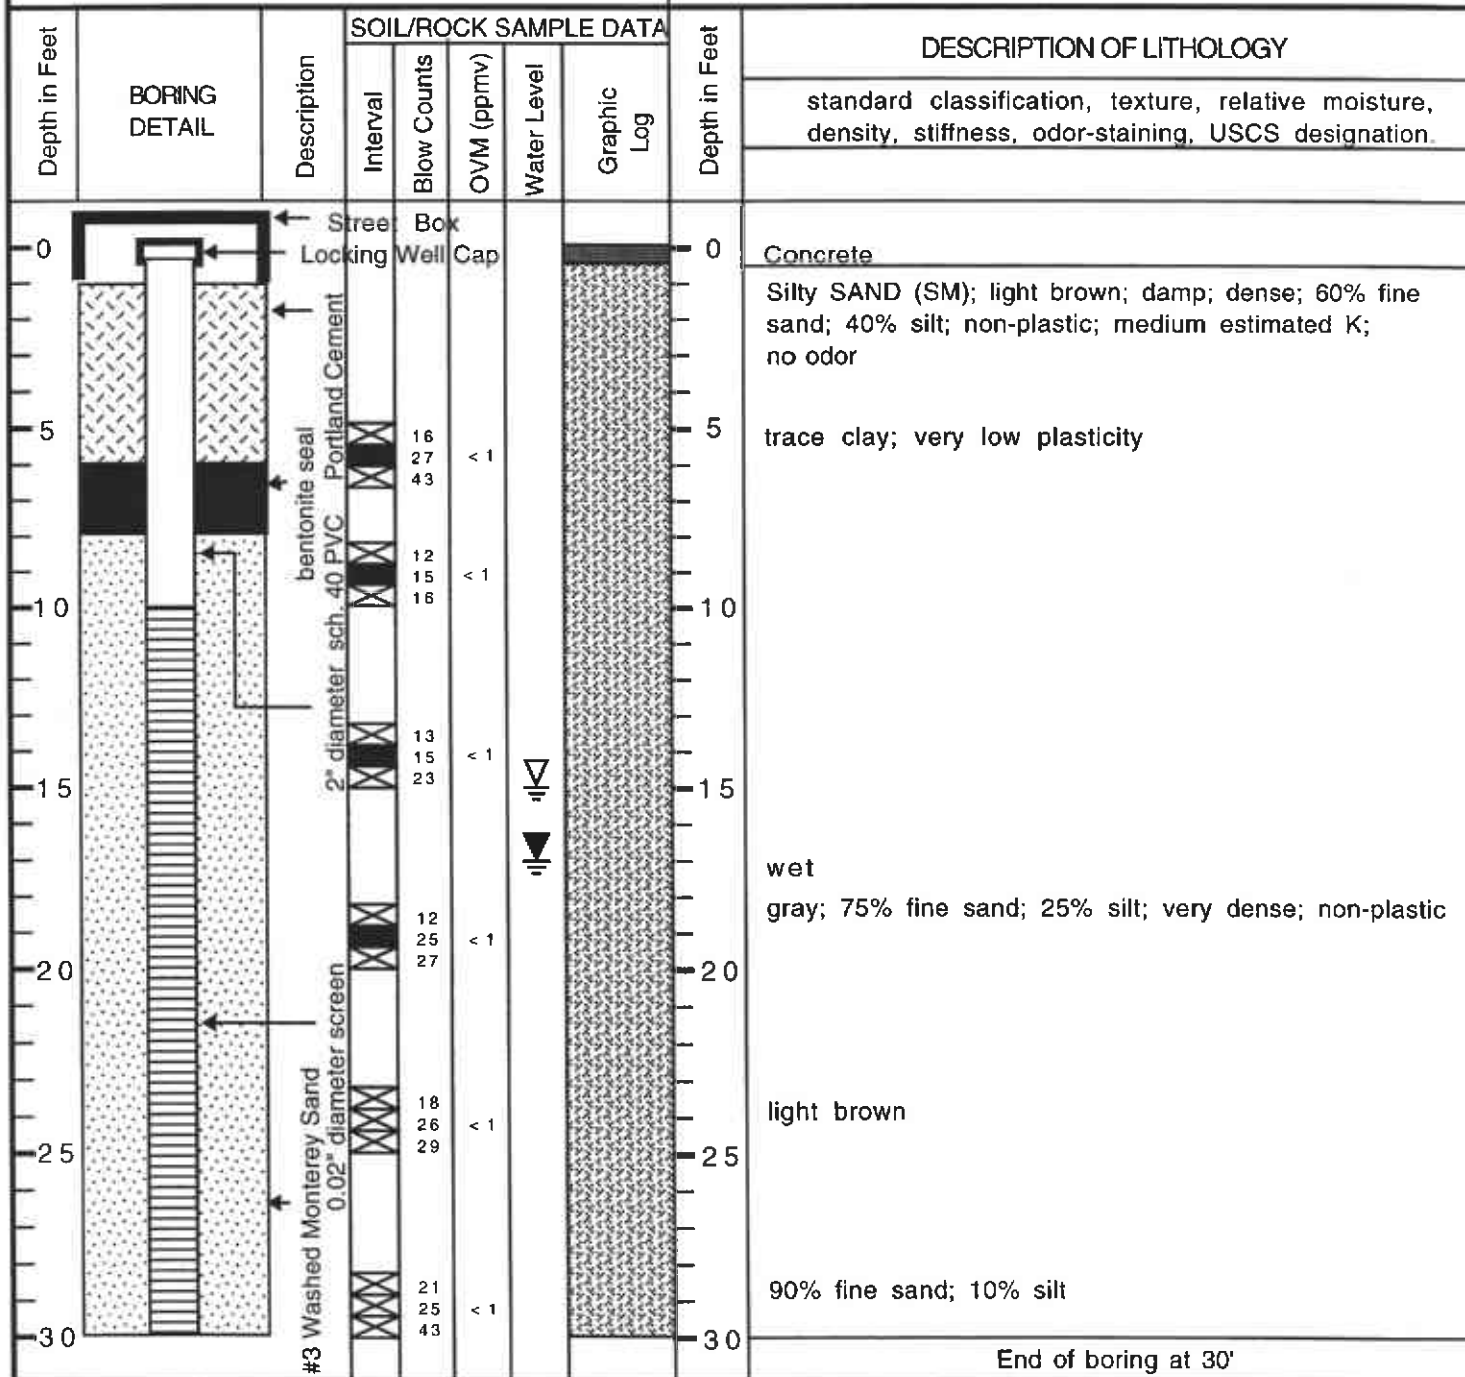 SOIL/ROCK SAMPLE DATA
Depth in Feet
BORING
DETAIL
Description
Interval
Blow Counts
OVM (ppmv)
Water Level
Graphic
Log
Depth in Feet
DESCRIPTION OF LITHOLOGY
standard classification, texture, relative moisture,
density, stiffness, odor-staining, USCS designation.
Street Box
Locking Well Cap
Portland Cement
bentonite seal
2" diameter sch. 40 PVC
0.02" diameter screen
#3 Washed Monterey Sand
0
5
10
15
20
25
30
16
27 < 1
43
12
15 < 1
16
13
15 < 1
23
12
25 < 1
27
18
26 < 1
29
21
25 < 1
43
0
5
10
15
20
25
30
Concrete
Silty SAND (SM); light brown; damp; dense; 60% fine
sand; 40% silt; non-plastic; medium estimated K;
no odor
trace clay; very low plasticity
wet
gray; 75% fine sand; 25% silt; very dense; non-plastic
light brown
90% fine sand; 10% silt
End of boring at 30'